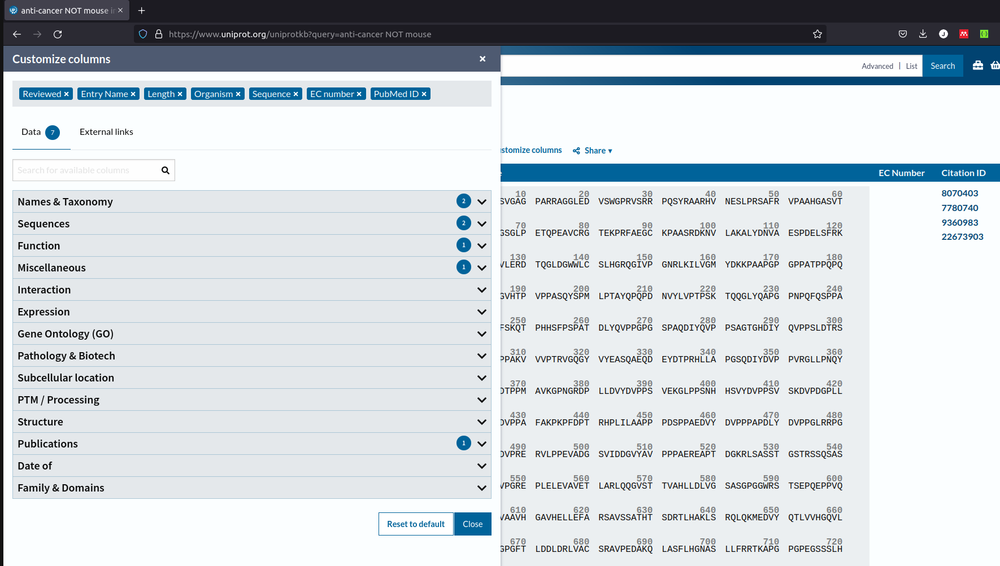 anti-cancer NOT mouse in
https://www.uniprot.org/uniprotkb?query=anti-cancer NOT mouse
Customize columns
Advanced | List Search
Reviewed Entry Name Length Organism Sequence EC number PubMed ID
Data 7 External links
stomize columns Share
Search for available columns
EC Number Citation ID
Names & Taxonomy 2
Sequences 2
Function 1
Miscellaneous 1
Interaction
Expression
Gene Ontology (GO)
Pathology & Biotech
Subcellular location
PTM / Processing
Structure
Publications 1
Date of
Family & Domains
Reset to default Close
10 20 30 40 50 60
SVGAG PARRAGGLED VSWGPRVSRR PQSYRAARHV NESLPRSAFR VPAAHGASVT
70 80 90 100 110 120
GSGLP ETQPEAVCRG TEKPRFAEGC KPAASRDKNV LAKALYDNVA ESPDELSFRK
130 140 150 160 170 180
VLERD TQGLDGWWLC SLHGRQGIVP GNRLKILVGM YDKKPAAPGP GPPATPPQPQ
190 200 210 220 230 240
GVHTP VPPASQYSPM LPTAYQPQPD NVYLVPTPSK TQQGLYQAPG PNPQFQSPPA
250 260 270 280 290 300
FSKQT PHHSFPSPAT DLYQVPPGPG SPAQDIYQVP PSAGTGHDIY QVPPSLDTRS
310 320 330 340 350 360
PPAKV VVPTRVGQGY VYEASQAEQD EYDTPRHLLA PGSQDIYDVP PVRGLLPNQY
370 380 390 400 410 420
DTPPM AVKGPNGRDP LLDVYDVPPS VEKGLPPSNH HSVYDVPPSV SKDVPDGPLL
430 440 450 460 470 480
DVPPA FAKPKPFDPT RHPLILAAPP PDSPPAEDVY DVPPPAPDLY DVPPGLRRPG
490 500 510 520 530 540
DVPRE RVLPPEVADG SVIDDGVYAV PPPAEREAPT DGKRLSASST GSTRSSQSAS
550 560 570 580 590 600
VPGRE PLELEVAVET LARLQQGVST TVAHLLDLVG SASGPGGWRS TSEPQEPPVQ
610 620 630 640 650 660
VAAVH GAVHELLEFA RSAVSSATHT SDRTLHAKLS RQLQKMEDVY QTLVVHGQVL
670 680 690 700 710 720
GPGFT LDDLDRLVAC SRAVPEDAKQ LASFLHGNAS LLFRRTKAPG PGPEGSSSLH
8070403
7780740
9360983
22673903